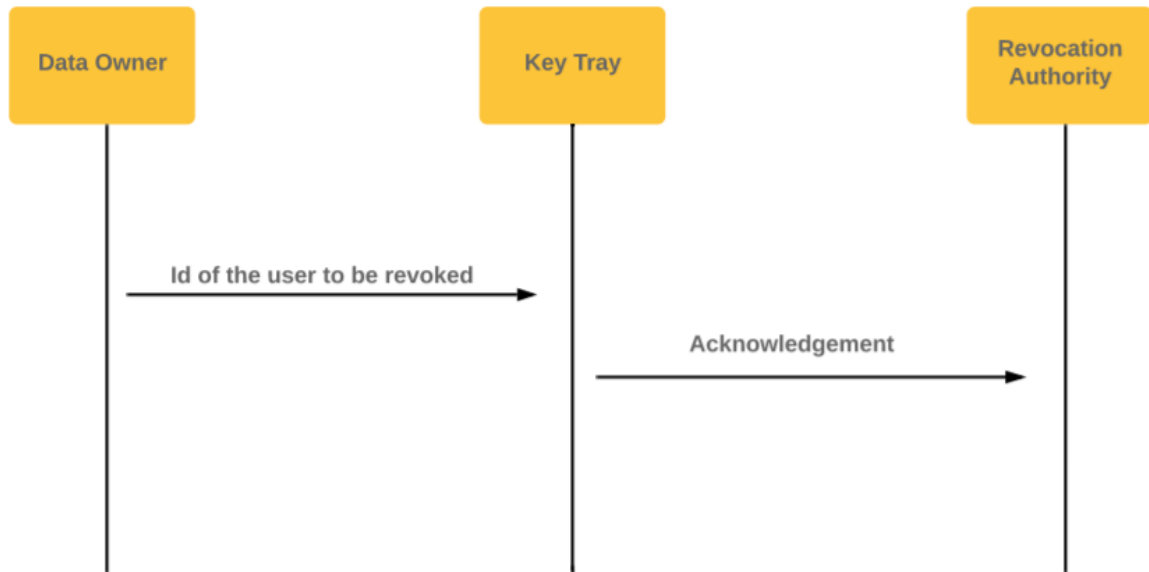 Data Owner
Key Tray
Revocation
Authority
Id of the user to be revoked
Acknowledgement